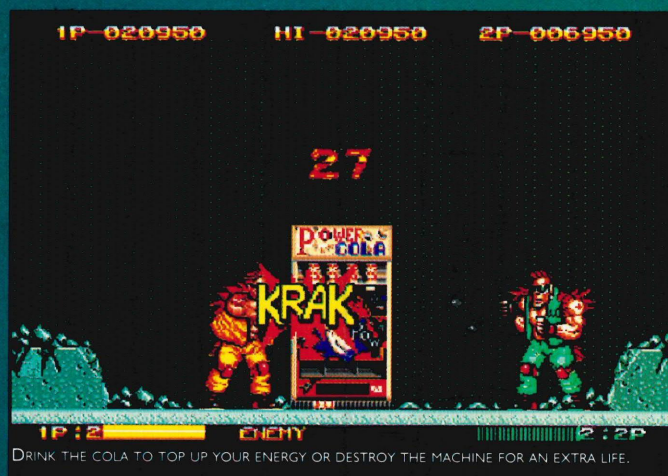 1P-020950 HI-020950 2P-006950
27
POWER
COLA
KRAK
1P:2 ENEMY 2:2P
DRINK THE COLA TO TOP UP YOUR ENERGY OR DESTROY THE MACHINE FOR AN EXTRA LIFE.